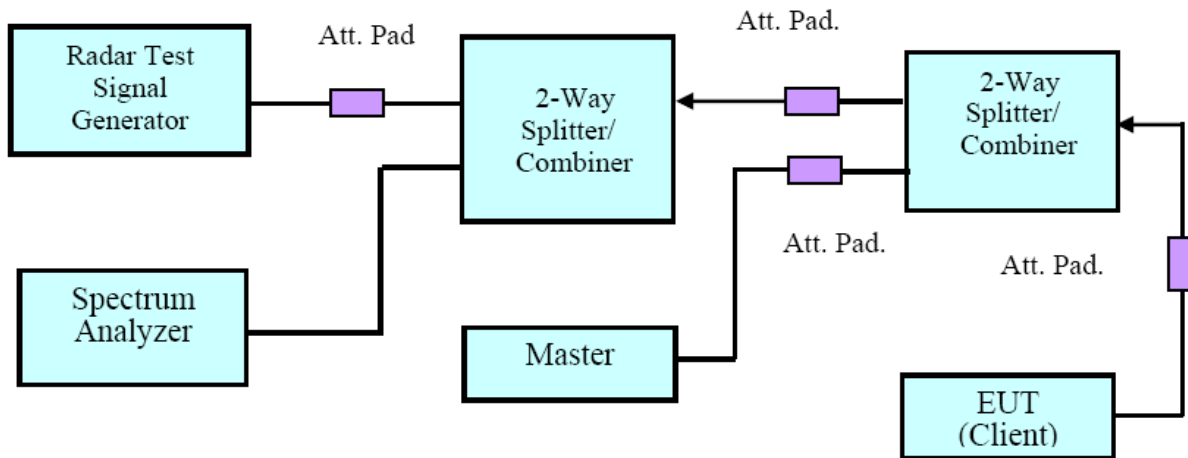 Radar Test
Signal
Generator
Att. Pad
2-Way
Splitter/
Combiner
Att. Pad.
2-Way
Splitter/
Combiner
Att. Pad.
Att. Pad.
Spectrum
Analyzer
Master
EUT
(Client)